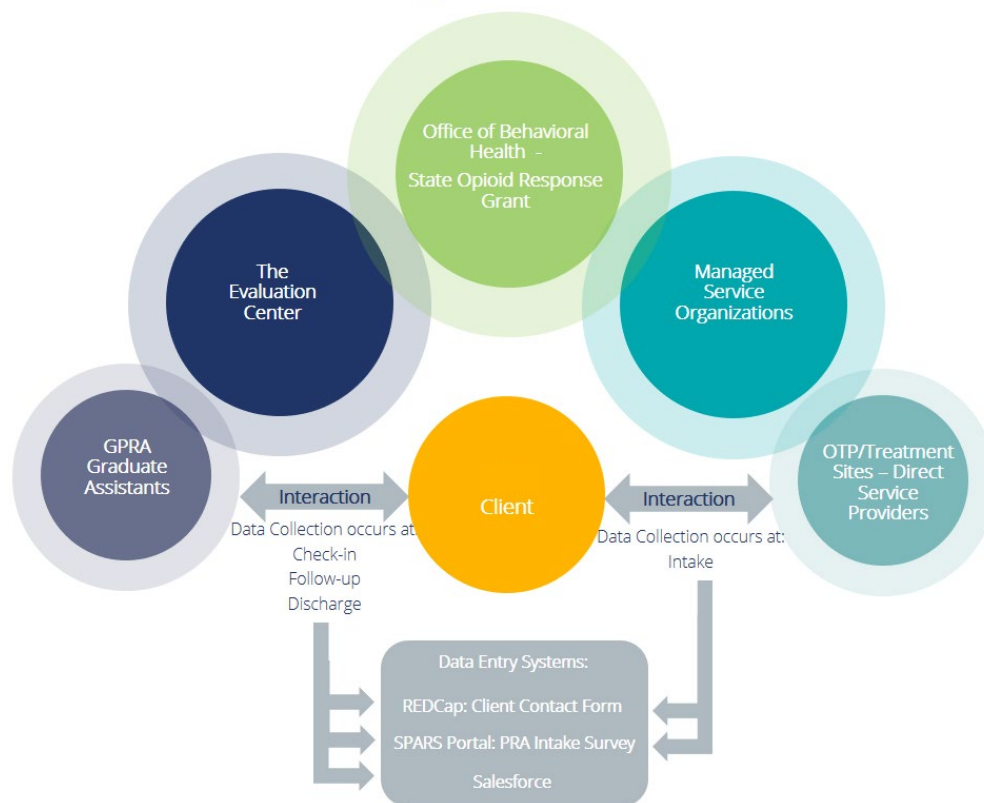 Office of Behavioral
Health -
State Opioid Response
Grant
The
Evaluation
Center
Managed
Service
Organizations
GPRA
Graduate
Assistants
Interaction
Data Collection occurs at
Check-in
Follow-up
Discharge
Client
Interaction
Data Collection occurs at:
Intake
OTP/Treatment
Sites – Direct
Service
Providers
Data Entry Systems:
REDCap: Client Contact Form
SPARS Portal: PRA Intake Survey
Salesforce